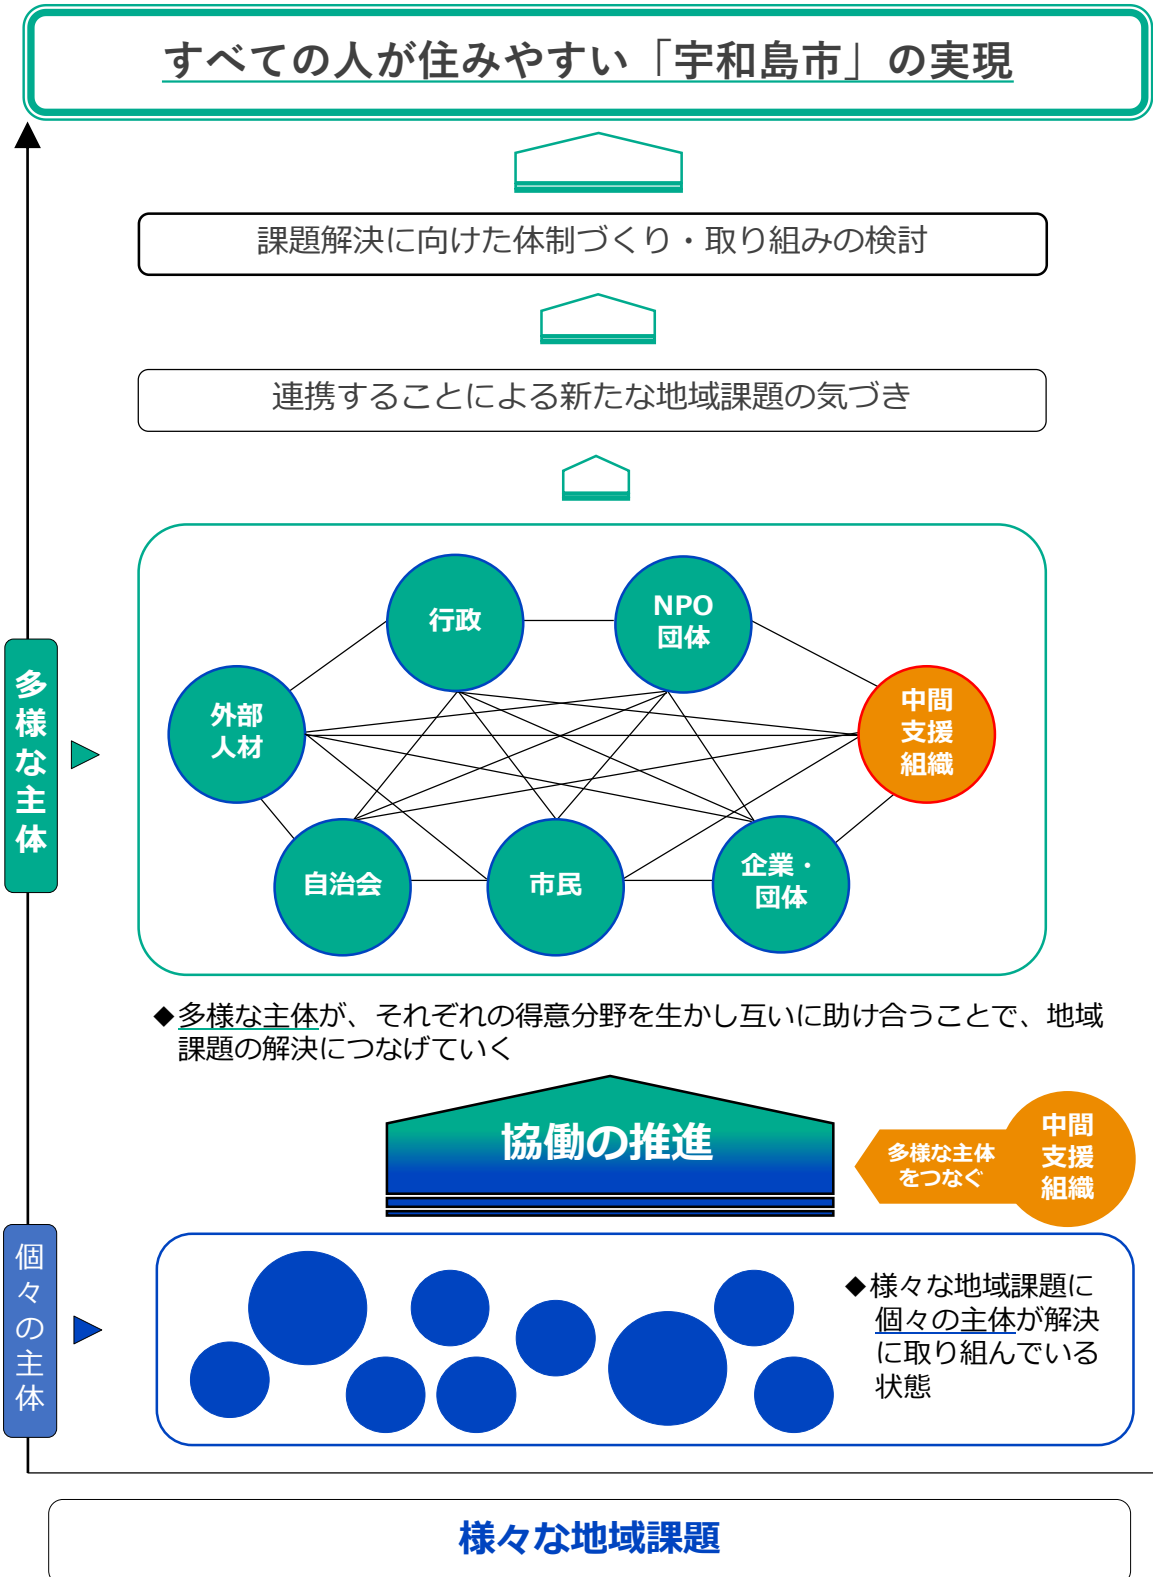 すべての人が住みやすい「宇和島市」の実現
課題解決に向けた体制づくり・取り組みの検討
連携することによる新たな地域課題の気づき
多様な主体
行政
NPO
団体
外部
人材
中間
支援
組織
自治会
市民
企業・
団体
◆多様な主体が、それぞれの得意分野を生かし互いに助け合うことで、地域
課題の解決につなげていく
協働の推進
多様な主体
をつなぐ
中間
支援
組織
個々の主体
◆様々な地域課題に
個々の主体が解決
に取り組んでいる
状態
様々な地域課題